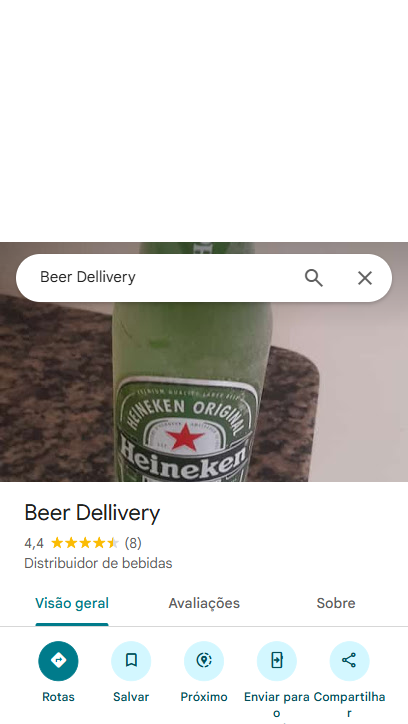 Beer Dellivery
HEINEKEN ORIGINAL
Heineken
Beer Dellivery
4,4 (8)
Distribuidor de bebidas
Visão geral Avaliações Sobre
Rotas Salvar Próximo Enviar para o Compartilhar